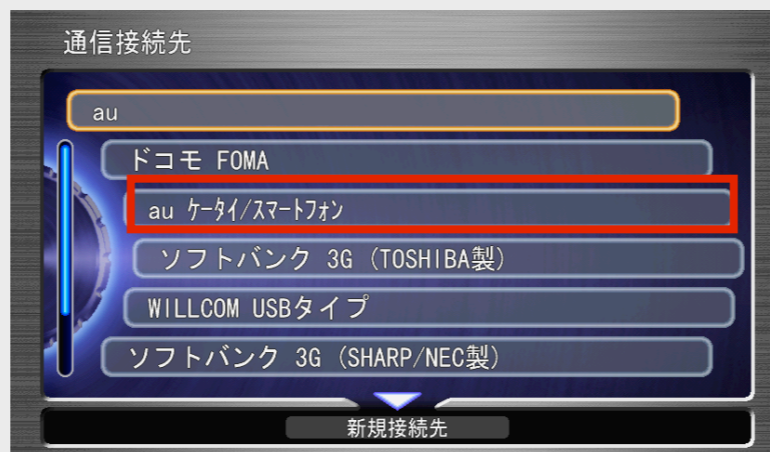 通信接続先
au
ドコモ FOMA
au ｹｰﾀｲ/ｽﾏｰﾄﾌｫﾝ
ソフトバンク 3G (TOSHIBA製)
WILLCOM USBタイプ
ソフトバンク 3G (SHARP/NEC製)
新規接続先